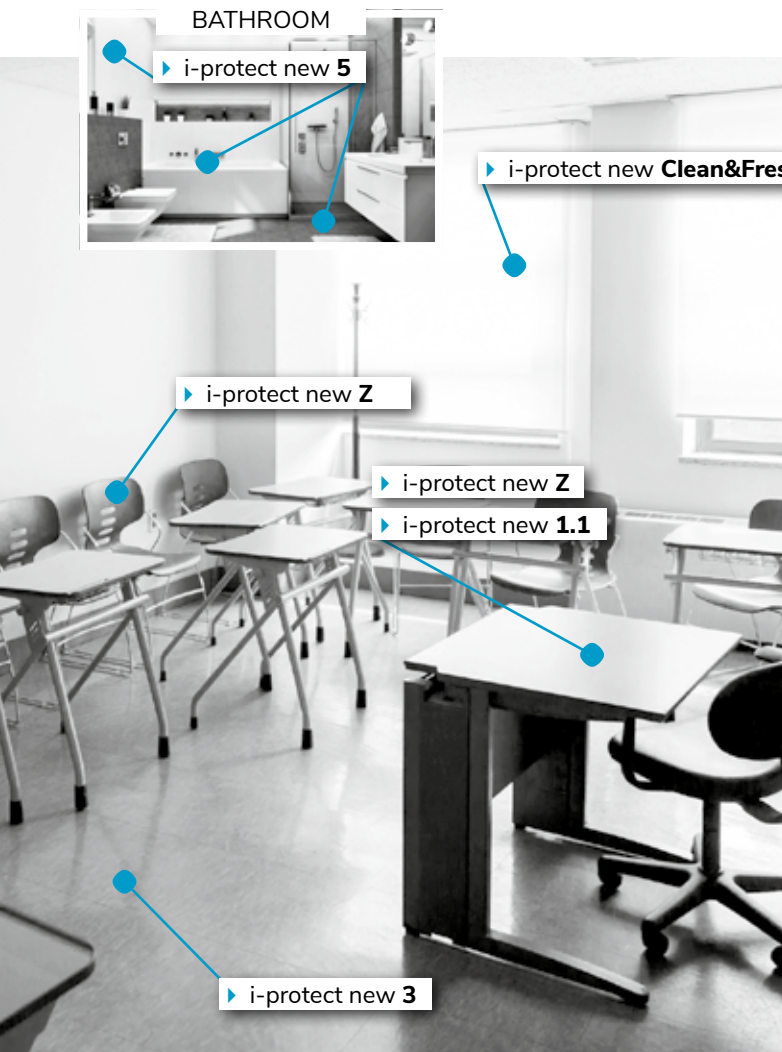 BATHROOM
i-protect new 5
i-protect new Clean&Fres
i-protect new Z
i-protect new Z
i-protect new 1.1
i-protect new 3